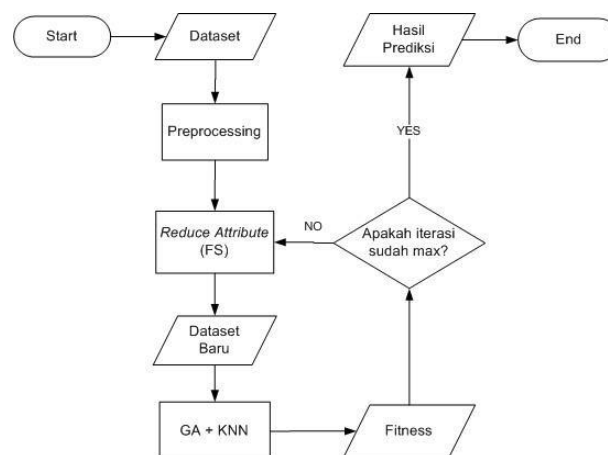 Start
Dataset
Hasil
Prediksi
End
Preprocessing
YES
Reduce Attribute
(FS)
NO
Apakah iterasi
sudah max?
Dataset
Baru
GA + KNN
Fitness